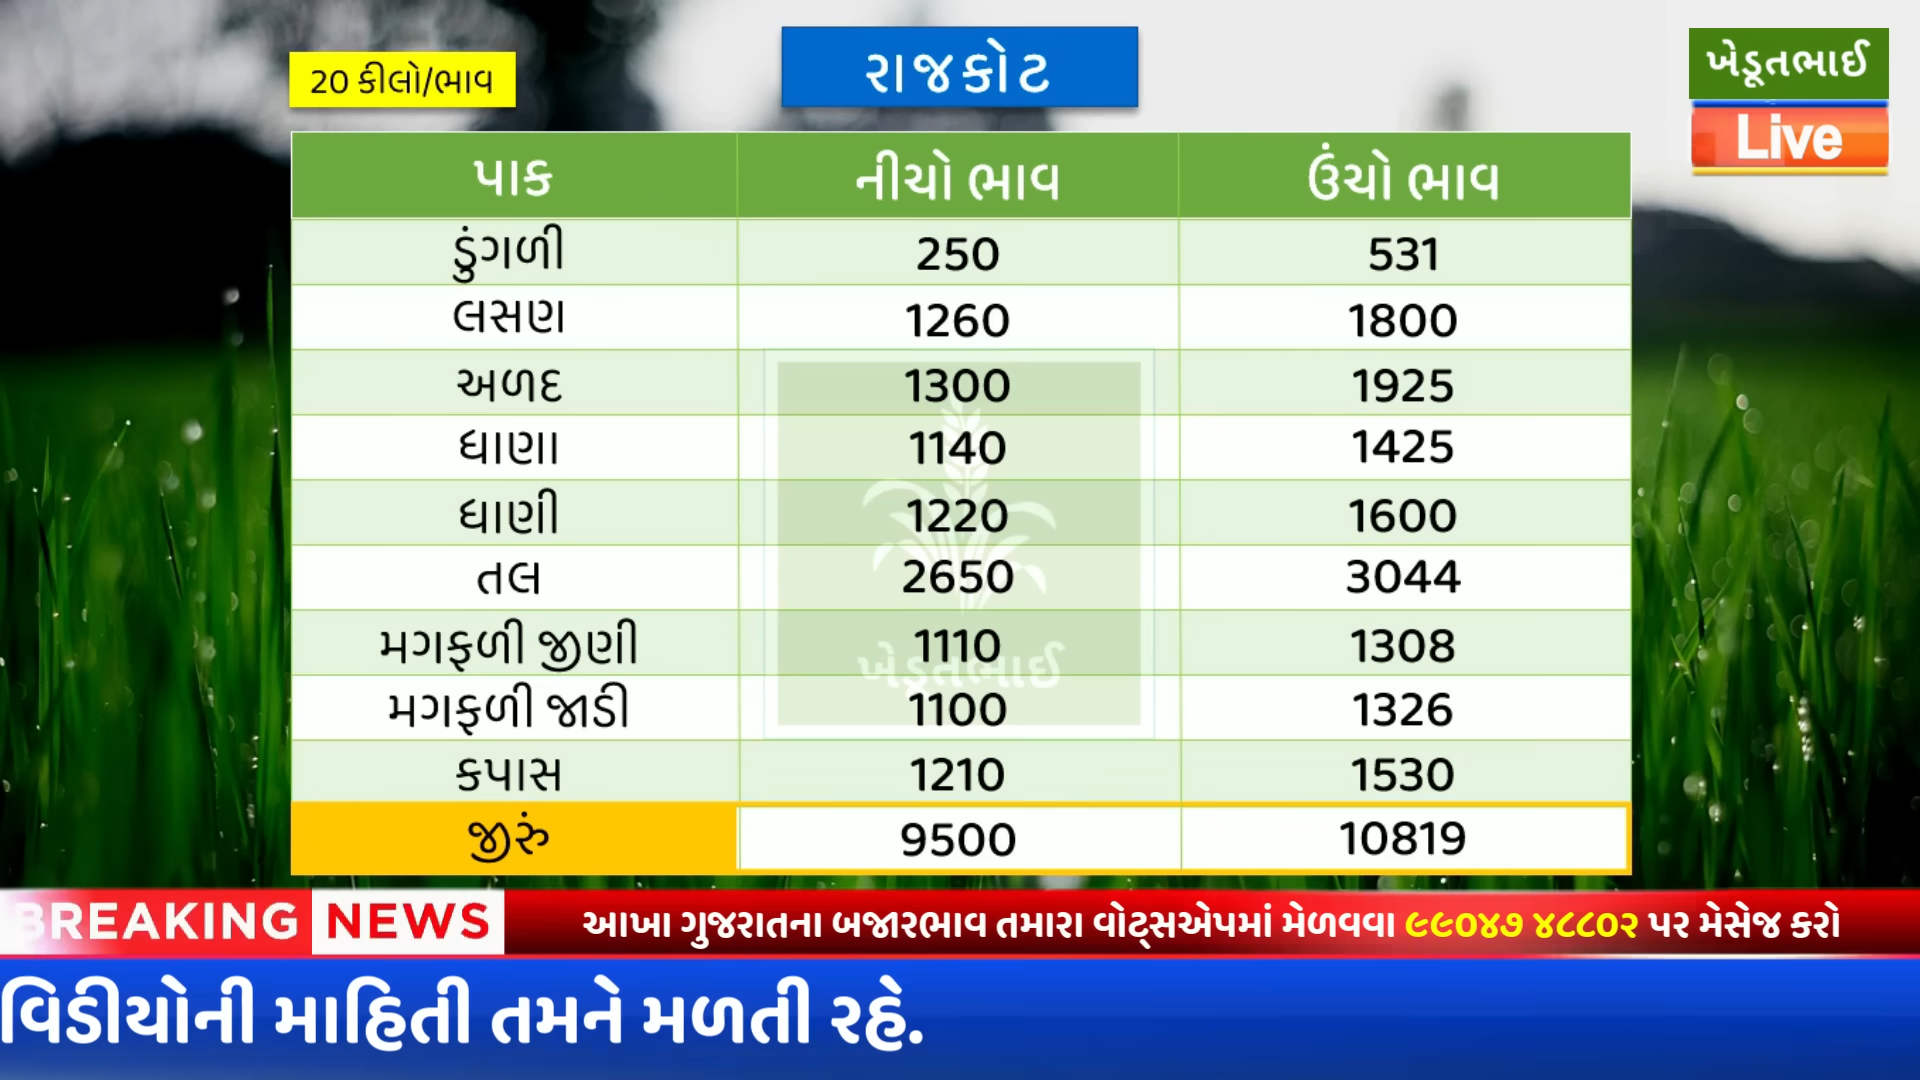 20 કીલો/ભાવ
રાજકોટ
ખેડૂતભાઈ
Live
પાક નીચો ભાવ ઉંચો ભાવ
ડુંગળી 250 531
લસણ 1260 1800
અળદ 1300 1925
ધાણા 1140 1425
ધાણી 1220 1600
તલ 2650 3044
મગફળી જીણી 1110 1308
ખેડૂતભાઈ
મગફળી જાડી 1100 1326
કપાસ 1210 1530
જીરું 9500 10819
BREAKING NEWS આખા ગુજરાતના બજારભાવ તમારા વોટ્સએપમાં મેળવવા ૯૯૦૪૭ ૪૮૮૦૨ પર મેસેજ કરો
વિડીયોની માહિતી તમને મળતી રહે.